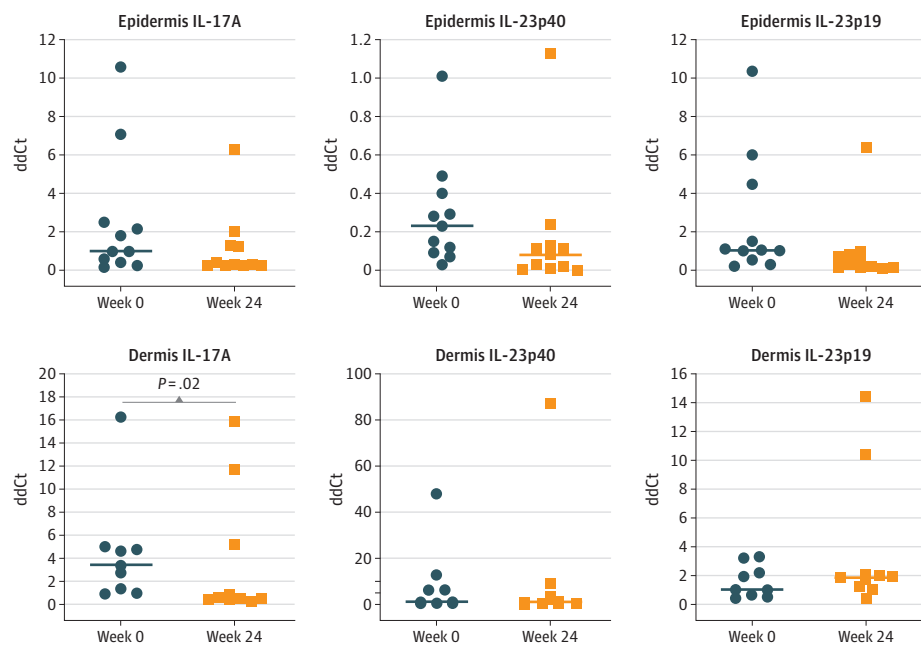 Epidermis IL-17A
12
10
8
6
4
2
0
ddCt
Week 0
Week 24
Epidermis IL-23p40
1.2
1.0
0.8
0.6
0.4
0.2
0
ddCt
Week 0
Week 24
Epidermis IL-23p19
12
10
8
6
4
2
0
ddCt
Week 0
Week 24
Dermis IL-17A
20
18
16
14
12
10
8
6
4
2
0
ddCt
P = .02
Week 0
Week 24
Dermis IL-23p40
100
80
60
40
20
10
0
ddCt
Week 0
Week 24
Dermis IL-23p19
16
14
12
10
8
6
4
2
0
ddCt
Week 0
Week 24